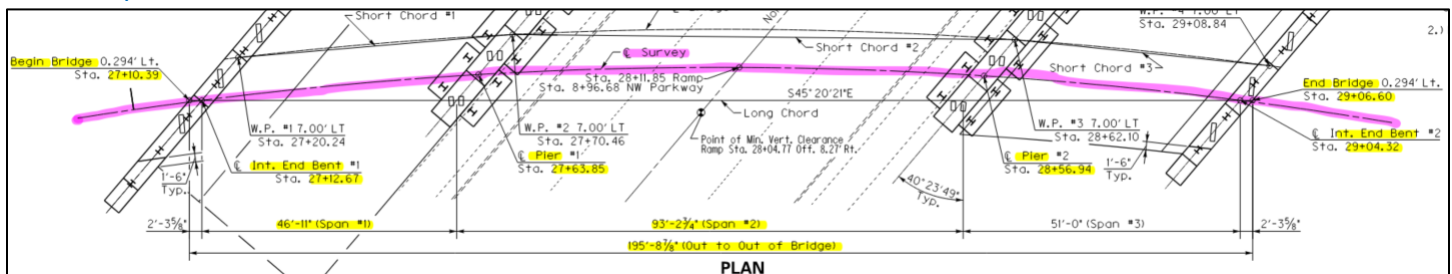 W.P. #4 7.00' LT
Sta. 29+08.84
2.)
Short Chord #1
℄ Survey
Short Chord #2
Short Chord #3
Begin Bridge 0.294' Lt.
Sta. 27+10.39
Sta. 28+11.85 Ramp
Sta. 8+96.68 NW Parkway
S45°20'21"E
Long Chord
End Bridge 0.294' Lt.
Sta. 29+06.60
W.P. #1 7.00' LT
Sta. 27+20.24
W.P. #2 7.00' LT
Sta. 27+70.46
Point of Min. Vert. Clearance
Ramp Sta. 28+04.77 Off. 8.27' Rt.
W.P. #3 7.00' LT
Sta. 28+62.10
℄ Int. End Bent #2
Sta. 29+04.32
℄ Int. End Bent #1
Sta. 27+12.67
℄ Pier #1
Sta. 27+63.85
℄ Pier #2
Sta. 28+56.94
1'-6"
Typ.
1'-6"
Typ.
40°23'49"
Typ.
2'-3⅝"
46'-11" (Span #1)
93'-2¾" (Span #2)
51'-0" (Span #3)
2'-3⅝"
195'-8⅞" (Out to Out of Bridge)
PLAN